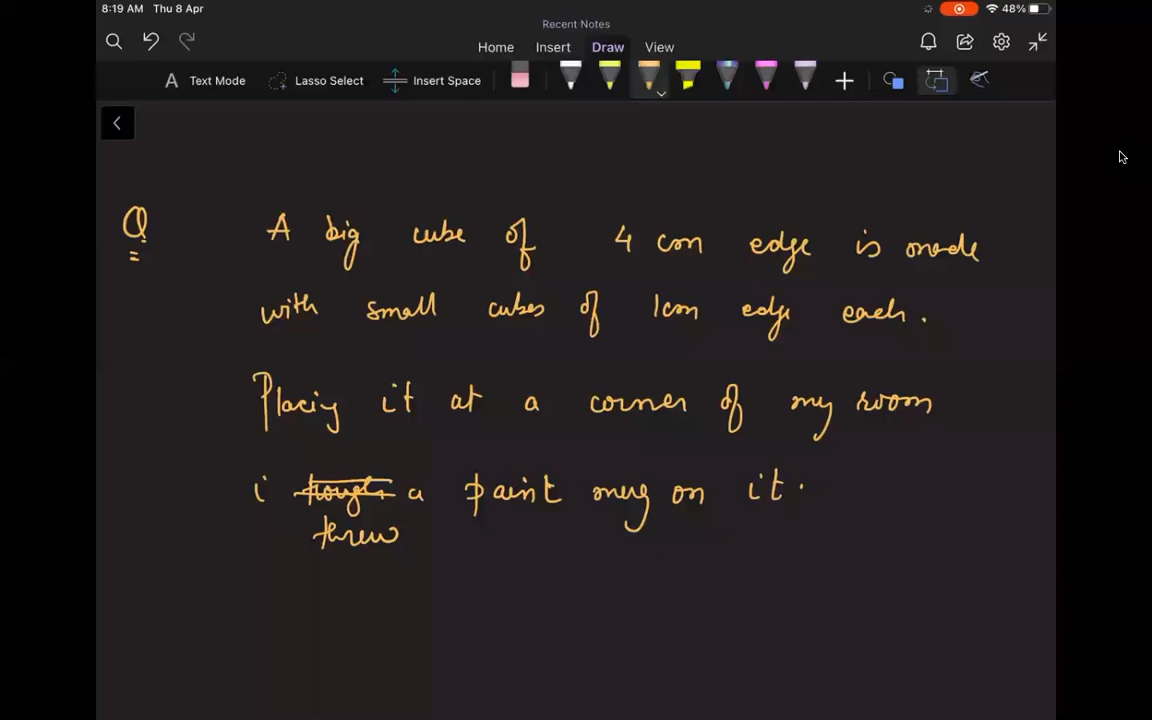 8:19 AM Thu 8 Apr
48%
Recent Notes
Home Insert Draw View
Text Mode Lasso Select Insert Space
Q A big cube of 4 cm edge is made
with small cubes of 1cm edge each.
Placing it at a corner of my room
i a paint mug on it.
threw